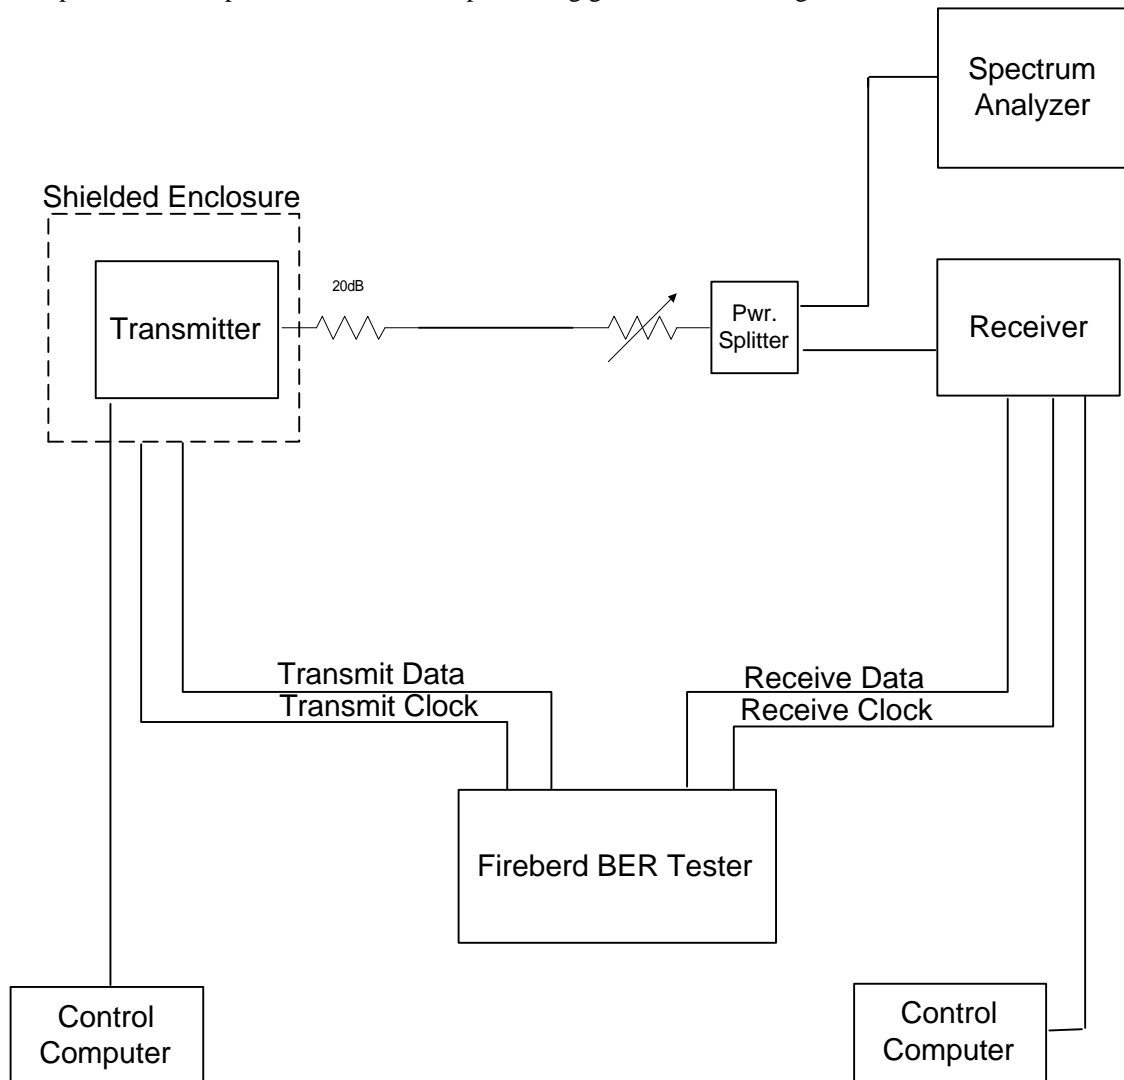 Spectrum
Analyzer
Shielded Enclosure
20dB
Transmitter
Pwr.
Splitter
Receiver
Transmit Data
Transmit Clock
Receive Data
Receive Clock
Fireberd BER Tester
Control
Computer
Control
Computer